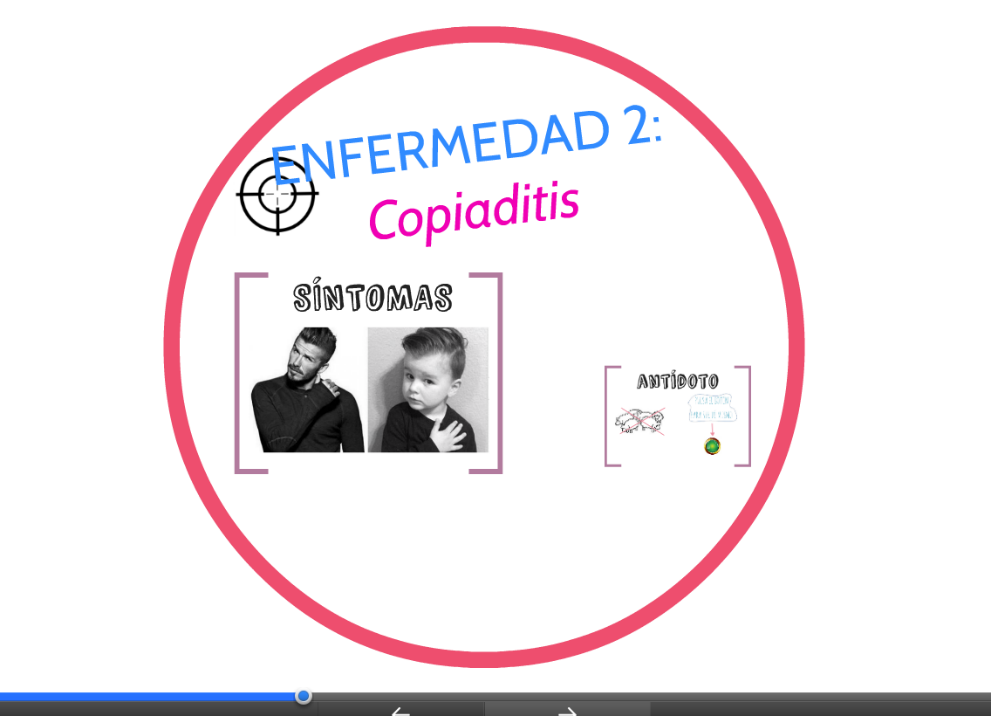 ENFERMEDAD 2:
Copiaditis
SÍNTOMAS
ANTÍDOTO